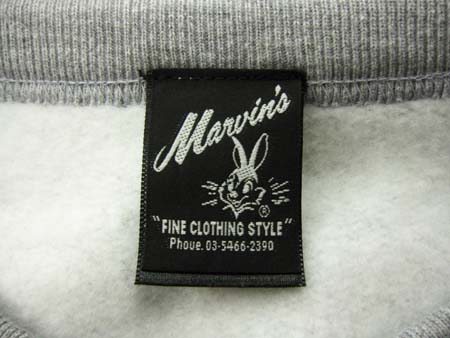 Marvin's
®
"FINE CLOTHING STYLE"
Phoue. 03-5466-2390